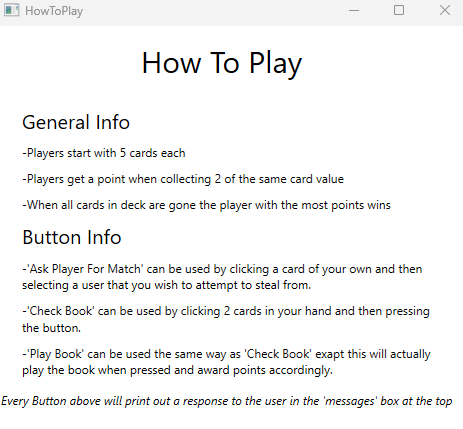 HowToPlay
How To Play
General Info
-Players start with 5 cards each
-Players get a point when collecting 2 of the same card value
-When all cards in deck are gone the player with the most points wins
Button Info
-'Ask Player For Match' can be used by clicking a card of your own and then
selecting a user that you wish to attempt to steal from.
-'Check Book' can be used by clicking 2 cards in your hand and then pressing
the button.
-'Play Book' can be used the same way as 'Check Book' exapt this will actually
play the book when pressed and award points accordingly.
Every Button above will print out a response to the user in the 'messages' box at the top